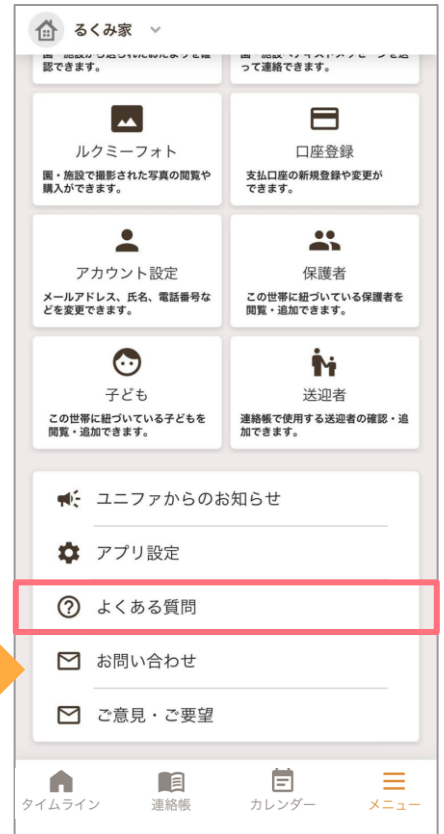 るくみ家
認できます。
って連絡できます。
ルクミーフォト
口座登録
園・施設で撮影された写真の閲覧や
購入ができます。
支払口座の新規登録や変更が
できます。
アカウント設定
保護者
メールアドレス、氏名、電話番号な
どを変更できます。
この世帯に紐づいている保護者を
閲覧・追加できます。
子ども
送迎者
この世帯に紐づいている子どもを
閲覧・追加できます。
連絡帳で使用する送迎者の確認・追
加できます。
ユニファからのお知らせ
アプリ設定
よくある質問
お問い合わせ
ご意見・ご要望
タイムライン
連絡帳
カレンダー
メニュー